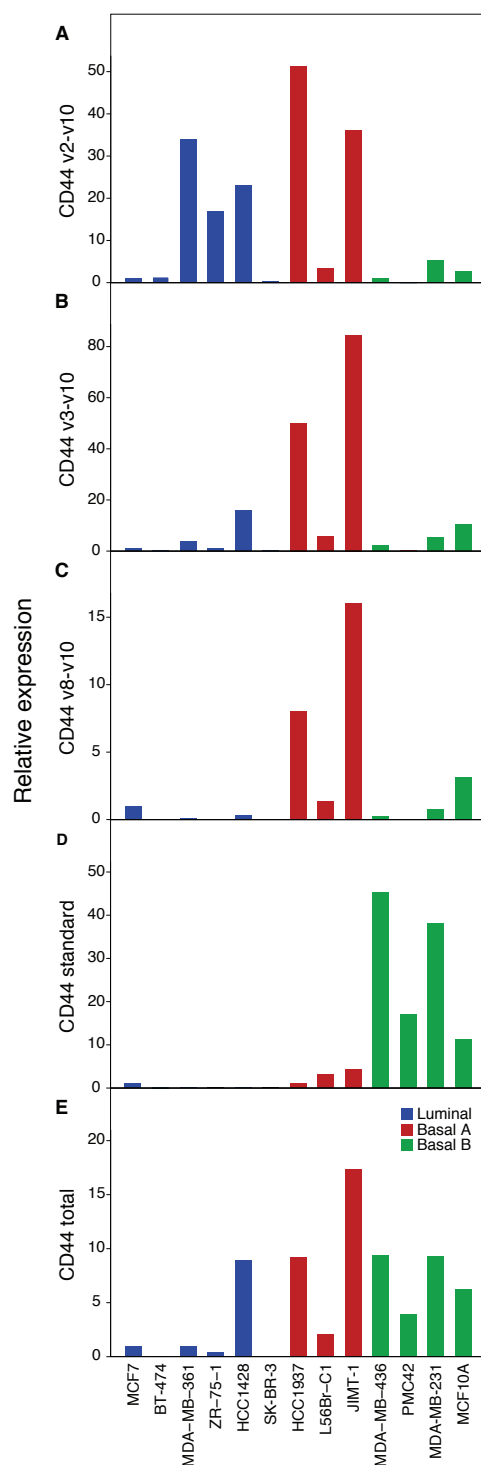 A
CD44 v2-v10
50
40
30
20
10
0
B
CD44 v3-v10
80
60
40
20
0
C
CD44 v8-v10
15
10
5
0
Relative expression
D
CD44 standard
50
40
30
20
10
0
E
CD44 total
20
15
10
5
0
Luminal
Basal A
Basal B
MCF7
BT-474
MDA-MB-361
ZR-75-1
HCC1428
SK-BR-3
HCC1937
L56Br-C1
JIMT-1
MDA-MB-436
PMC42
MDA-MB-231
MCF10A